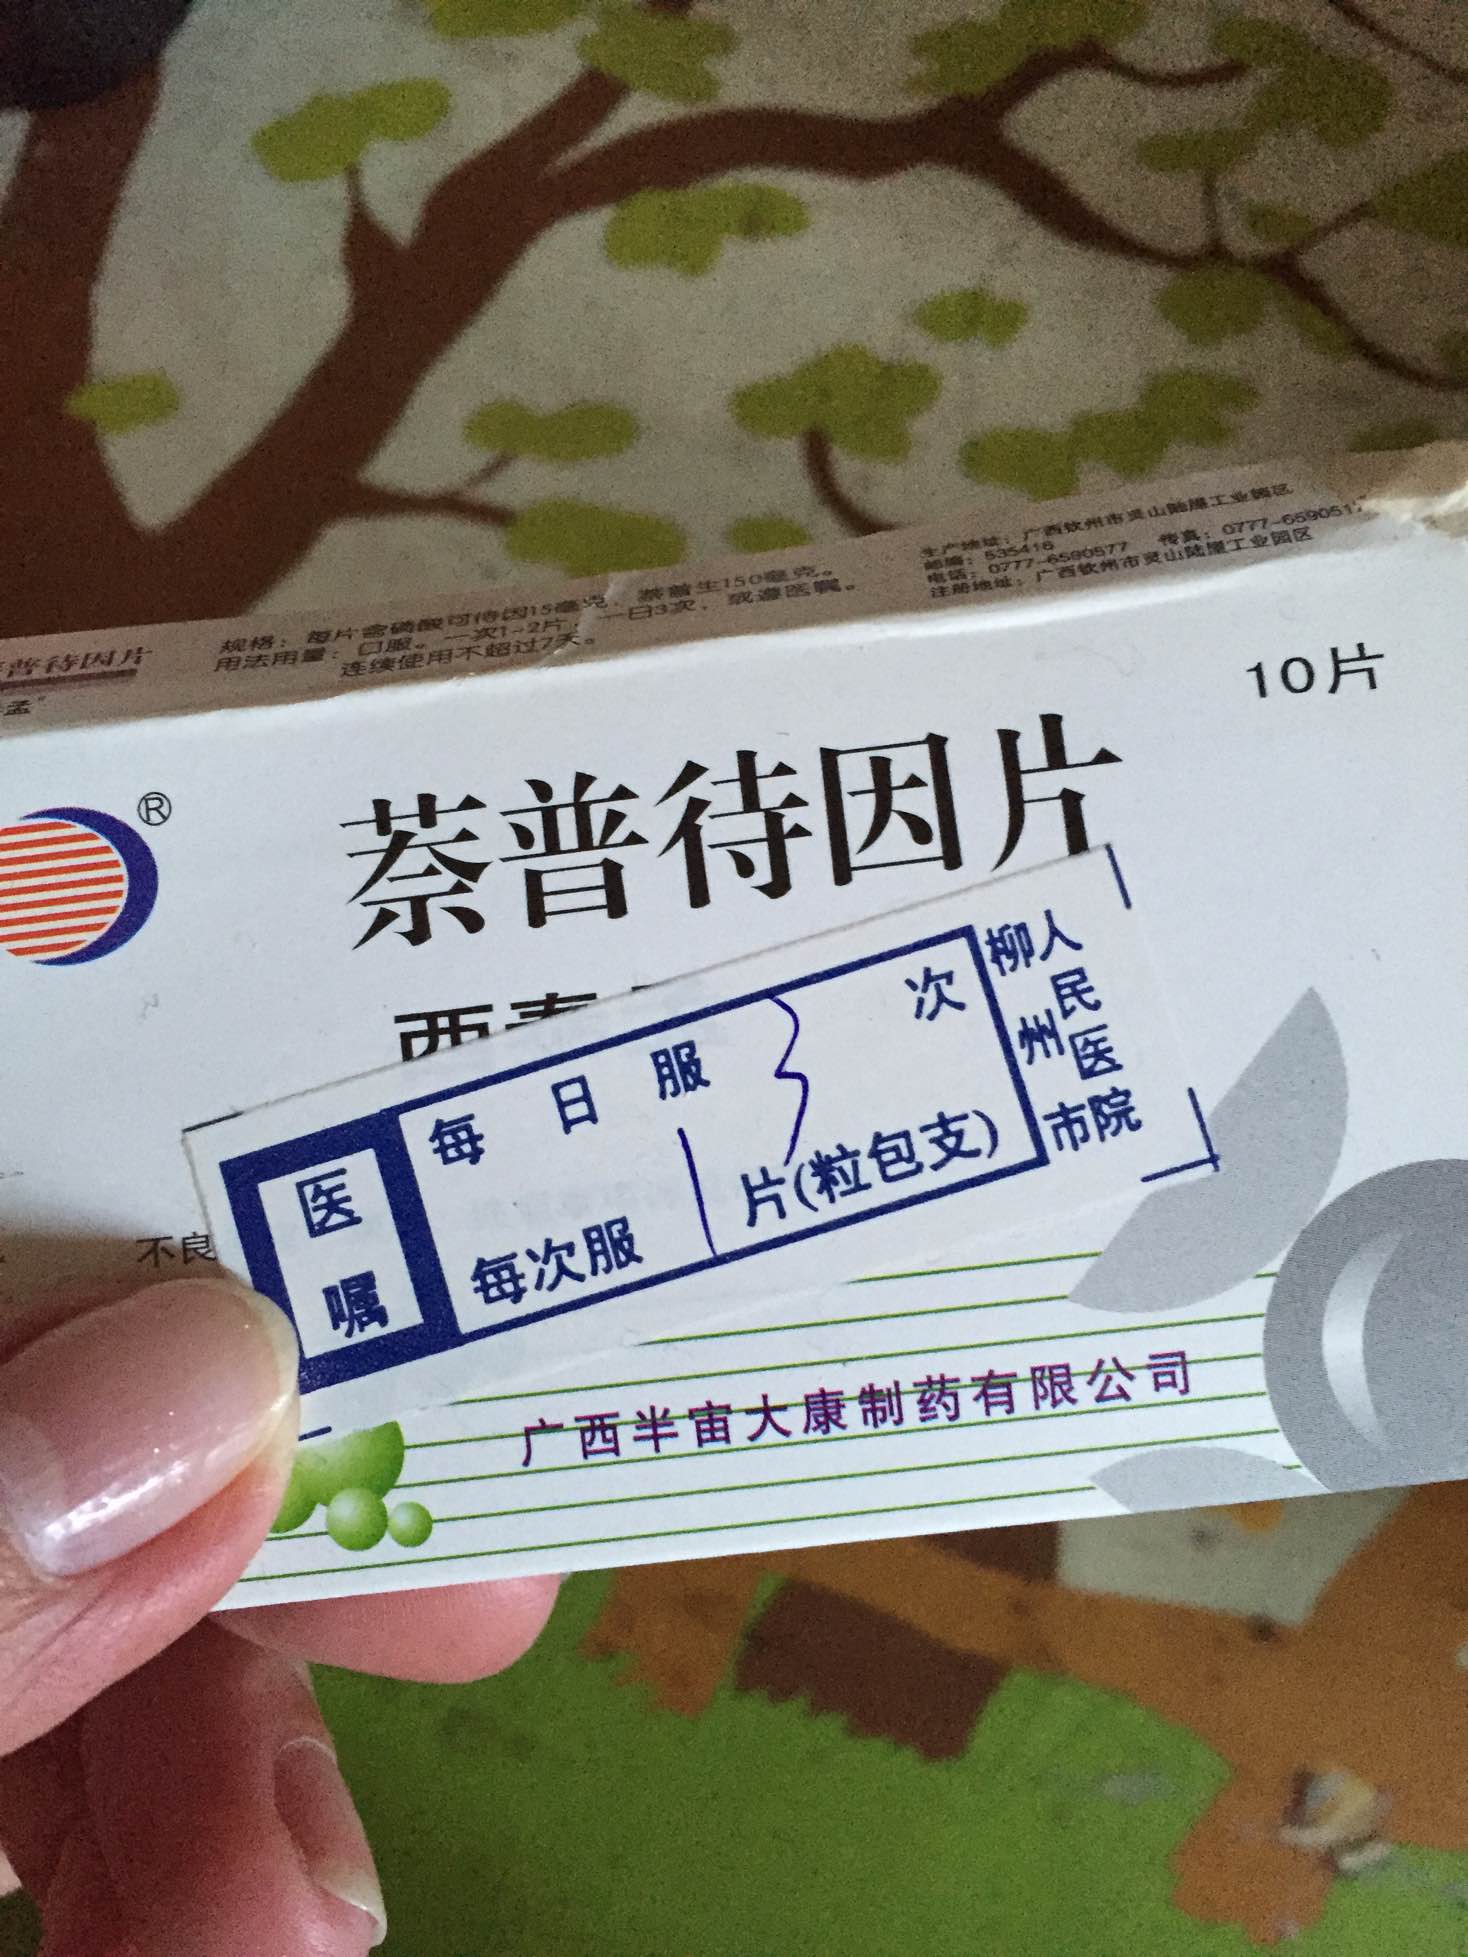 生产地址：广西钦州市灵山陆屋工业园区
邮编：535416
电话：0777-6590577 传真：0777-659051
注册地址：广西钦州市灵山陆屋工业园区
规格：每片含磷酸可待因15毫克，萘普生150毫克。
用法用量：口服。一次1~2片，一日3次，或遵医嘱。
连续使用不超过7天。
普待因片
孟"
10片
®
萘普待因片
医嘱
每日服 3 次
每次服 1 片(粒包支)
柳州市
人民医院
不良
广西半宙大康制药有限公司